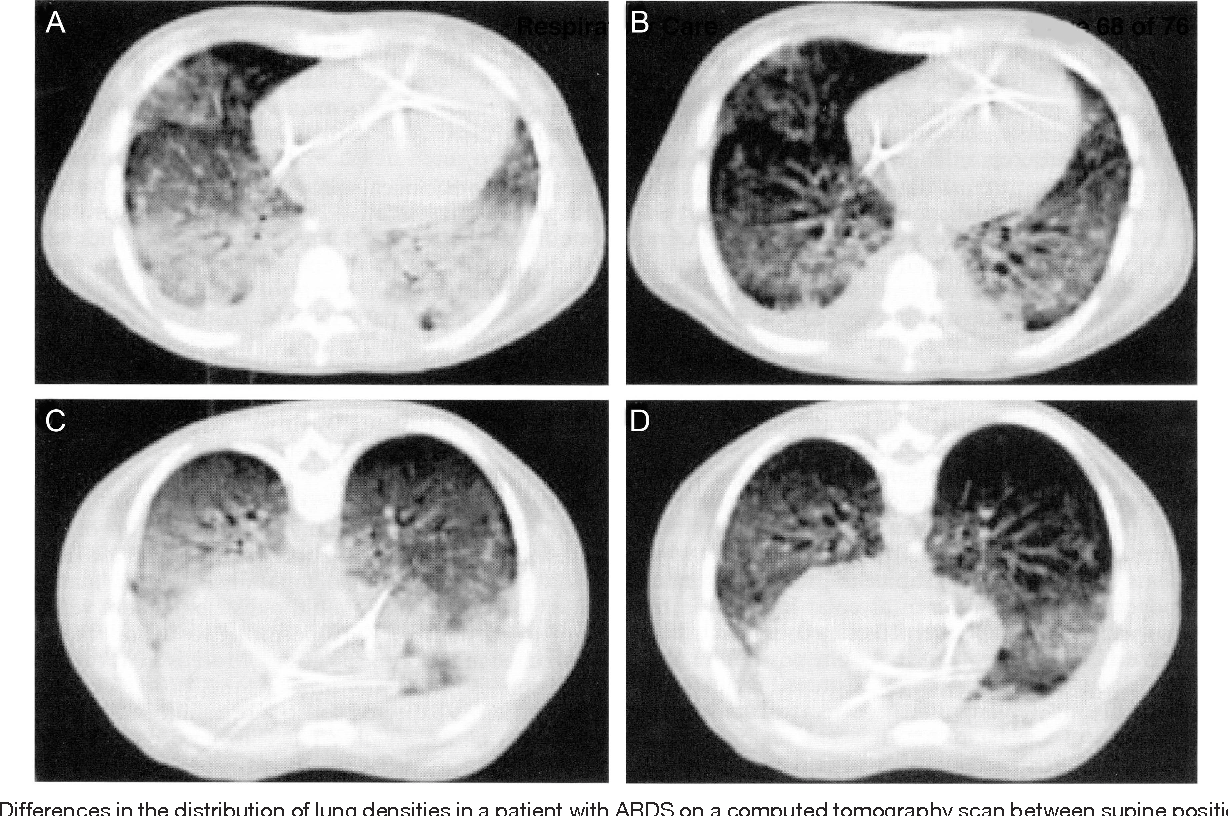 A
B
Respira
Care
68 of 76
C
D
Differences in the distribution of lung densities in a patient with ARDS on a computed tomography scan between supine